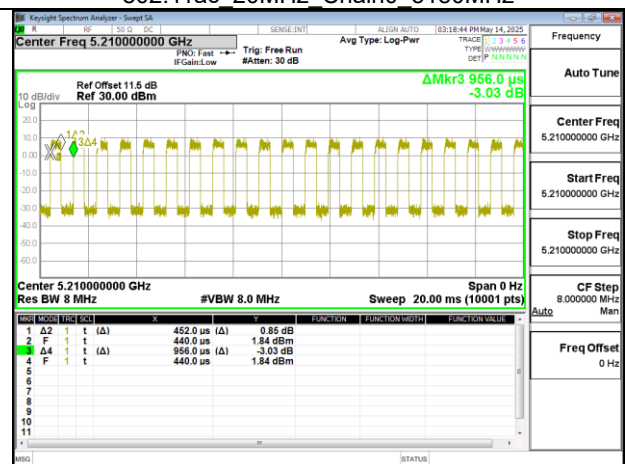 Keysight Spectrum Analyzer - Swept SA
R RF 50 Ω DC SENSE:INT ALIGN AUTO 03:18:44 PM May 14, 2025
Center Freq 5.210000000 GHz Avg Type: Log-Pwr TRACE 1 2 3 4 5 6 Frequency
PNO: Fast Trig: Free Run TYPE WWWWWW
IFGain:Low #Atten: 30 dB DET P N N N N N
Auto Tune
Ref Offset 11.5 dB ΔMkr3 956.0 µs
10 dB/div Ref 30.00 dBm -3.03 dB
Log
20.0
10.0
0.00
-10.0
-20.0
-30.0
-40.0
-50.0
-60.0
1Δ2
3Δ4
Center Freq
5.210000000 GHz
Start Freq
5.210000000 GHz
Stop Freq
5.210000000 GHz
Center 5.210000000 GHz Span 0 Hz
Res BW 8 MHz #VBW 8.0 MHz Sweep 20.00 ms (10001 pts)
CF Step
8.000000 MHz
Auto Man
Freq Offset
0 Hz
MKR MODE TRC SCL X Y FUNCTION FUNCTION WIDTH FUNCTION VALUE
1 Δ2 1 t (Δ) 452.0 µs (Δ) 0.85 dB
2 F 1 t 440.0 µs 1.84 dBm
3 Δ4 1 t (Δ) 956.0 µs (Δ) -3.03 dB
4 F 1 t 440.0 µs 1.84 dBm
5
6
7
8
9
10
11
MSG STATUS